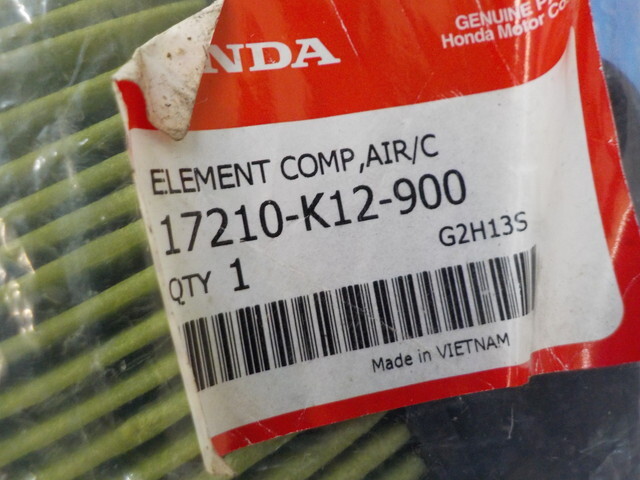 NDA
GENUINE
Honda Motor Co
ELEMENT COMP,AIR/C
17210-K12-900
G2H13S
QTY 1
Made in VIETNAM